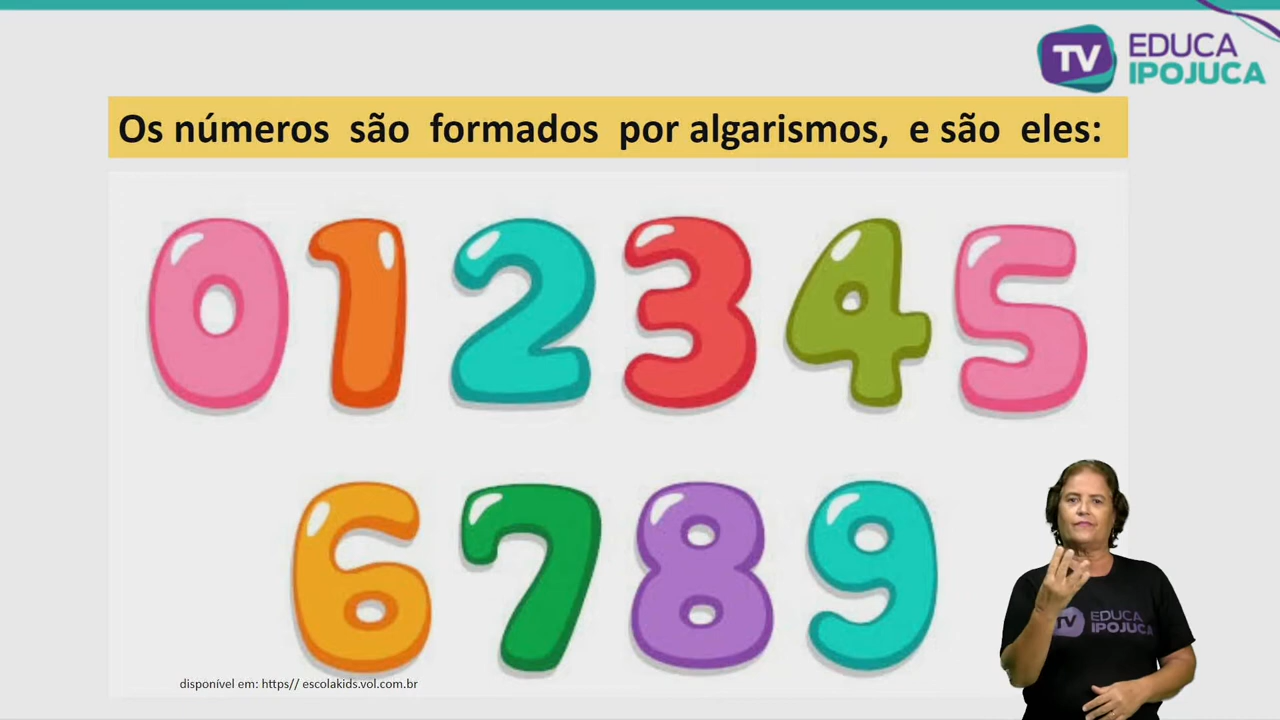 TV EDUCA
IPOJUCA
Os números são formados por algarismos, e são eles:
0 1 2 3 4 5
6 7 8 9
disponível em: https// escolakids.vol.com.br
TV EDUCA
IPOJUCA